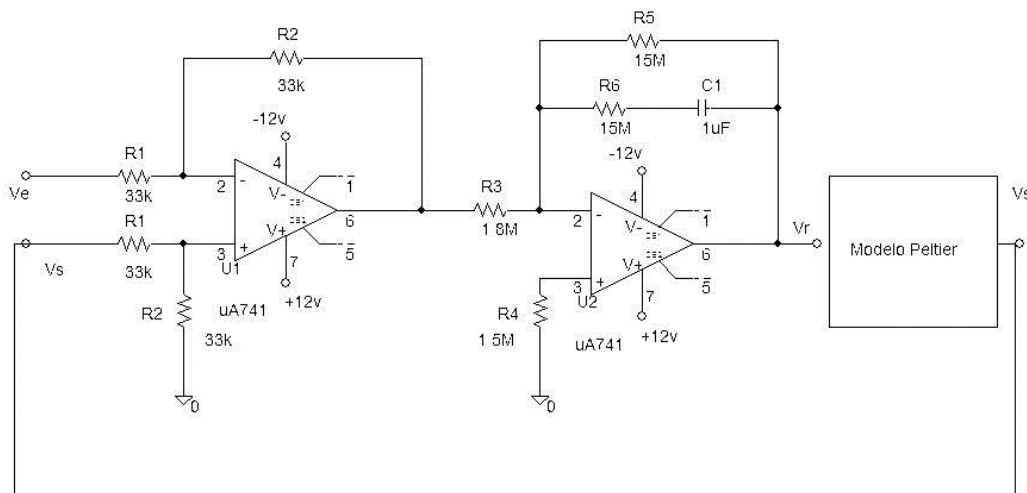 R5
15M
R2
33k
R6
15M
C1
1uF
-12v
-12v
R1
33k
Ve
R1
33k
Vs
R2
33k
2
-
3
+
4
V-
1
6
V+
5
7
U1
+12v
uA741
0
R3
1.8M
2
-
3
+
4
V-
1
6
V+
5
7
U2
+12v
uA741
R4
1.5M
0
Vr
Modelo Peltier
Vs